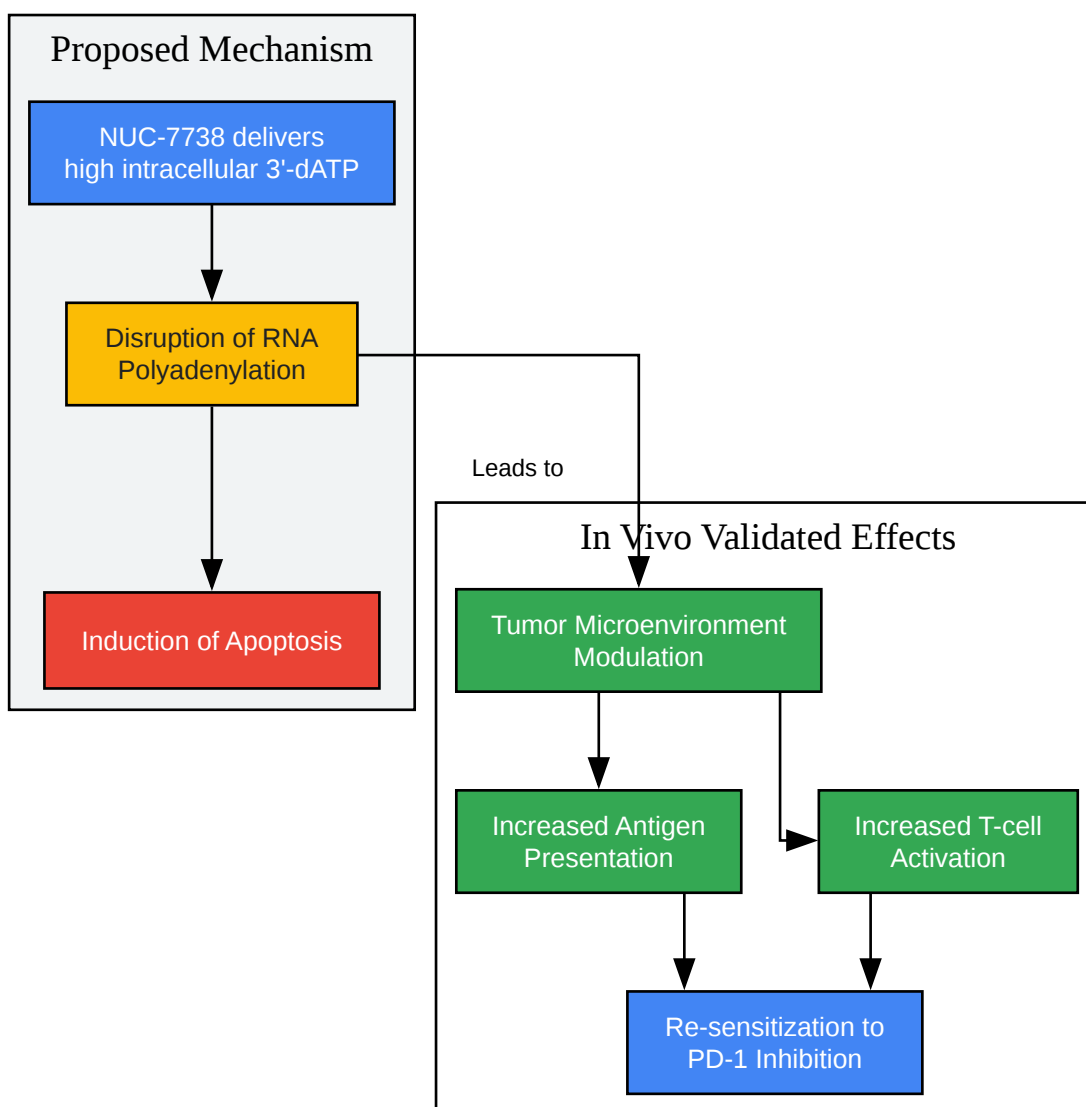 Proposed Mechanism
NUC-7738 delivers
high intracellular 3'-dATP
Disruption of RNA
Polyadenylation
Induction of Apoptosis
Leads to
In Vivo Validated Effects
Tumor Microenvironment
Modulation
Increased Antigen
Presentation
Increased T-cell
Activation
Re-sensitization to
PD-1 Inhibition